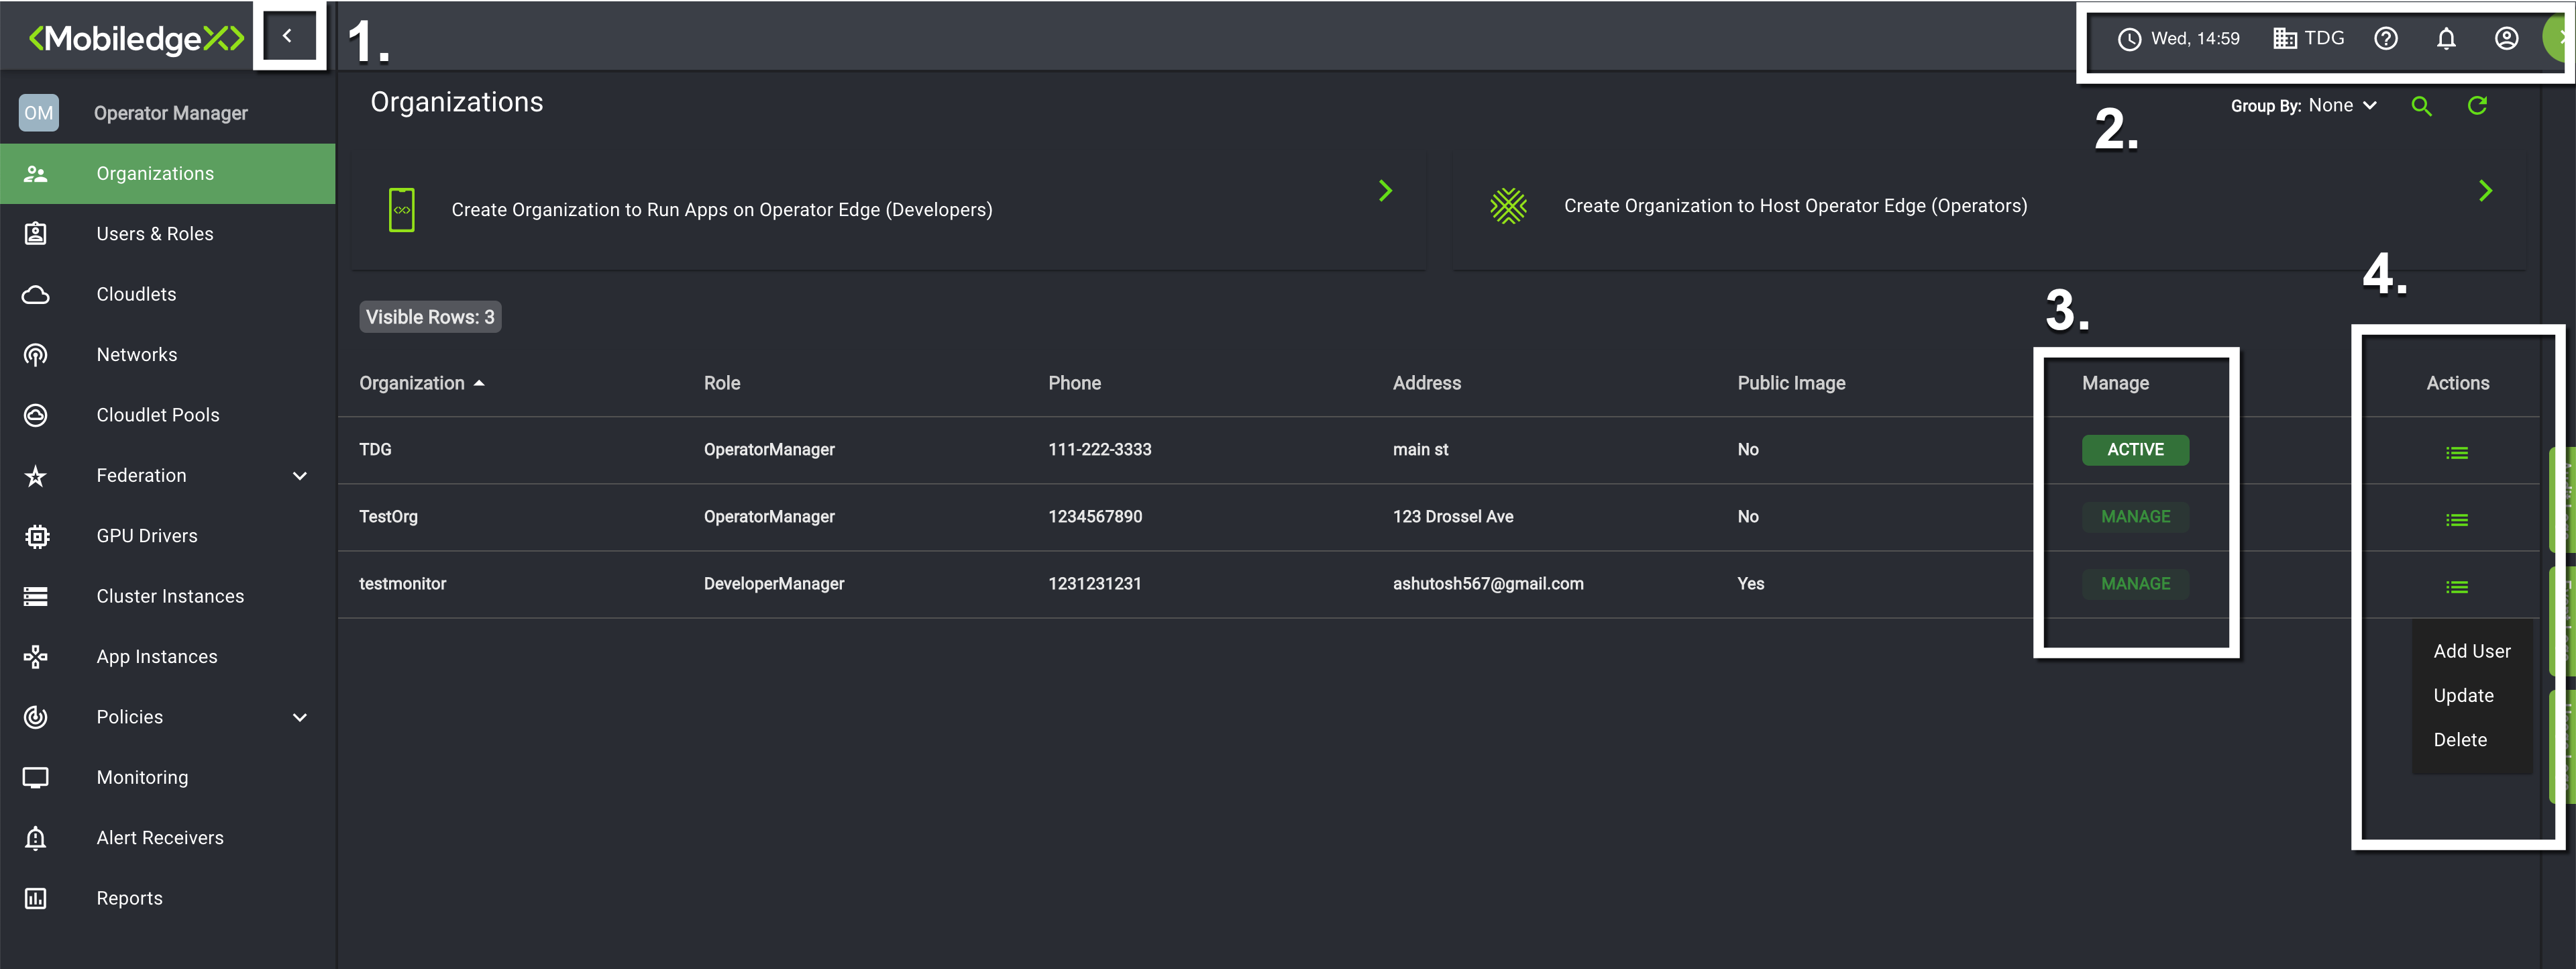 <MobiledgeX>
1.
Wed, 14:59 TDG
2.
OM Operator Manager
Organizations
Users & Roles
Cloudlets
Networks
Cloudlet Pools
Federation
GPU Drivers
Cluster Instances
App Instances
Policies
Monitoring
Alert Receivers
Reports
Organizations
Group By: None
Create Organization to Run Apps on Operator Edge (Developers)
Create Organization to Host Operator Edge (Operators)
3.
4.
Visible Rows: 3
Organization Role Phone Address Public Image Manage Actions
TDG OperatorManager 111-222-3333 main st No ACTIVE
TestOrg OperatorManager 1234567890 123 Drossel Ave No MANAGE
testmonitor DeveloperManager 1231231231 ashutosh567@gmail.com Yes MANAGE
Add User
Update
Delete